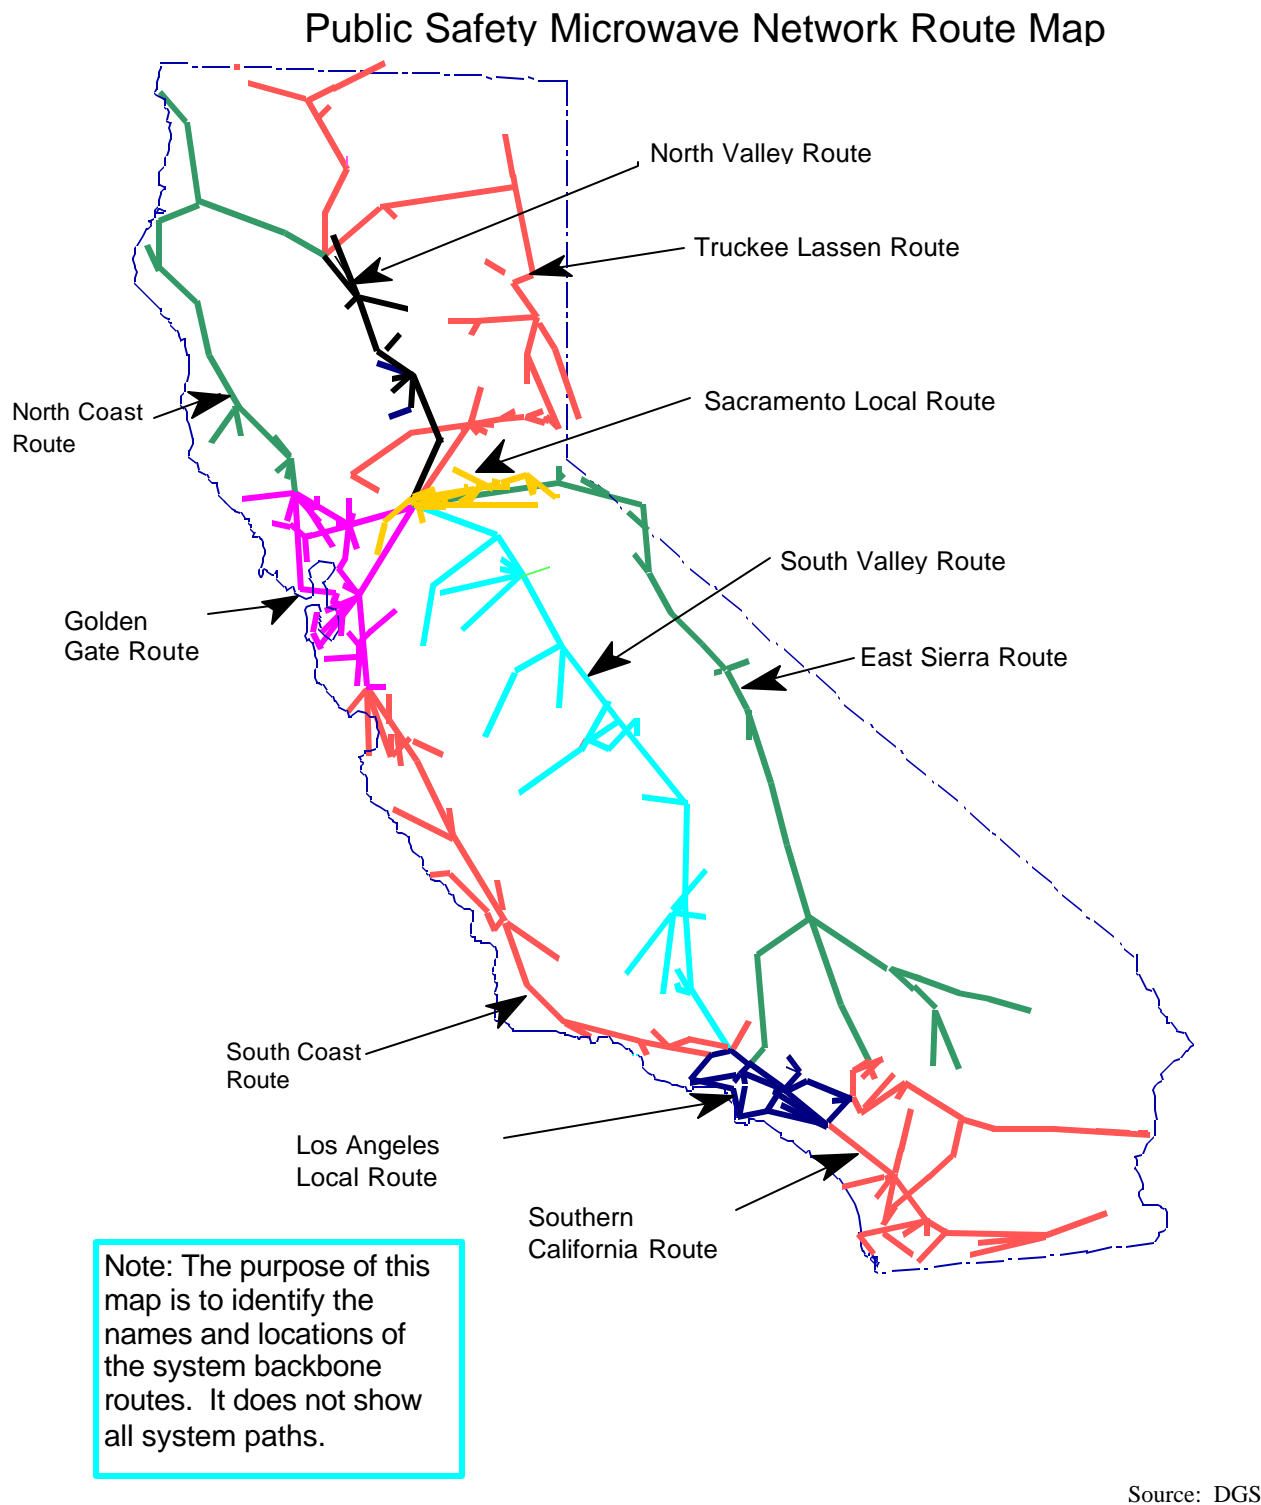 Public Safety Microwave Network Route Map
North Valley Route
Truckee Lassen Route
Sacramento Local Route
North Coast
Route
South Valley Route
Golden
Gate Route
East Sierra Route
South Coast
Route
Los Angeles
Local Route
Southern
California Route
Note: The purpose of this
map is to identify the
names and locations of
the system backbone
routes. It does not show
all system paths.
Source: DGS